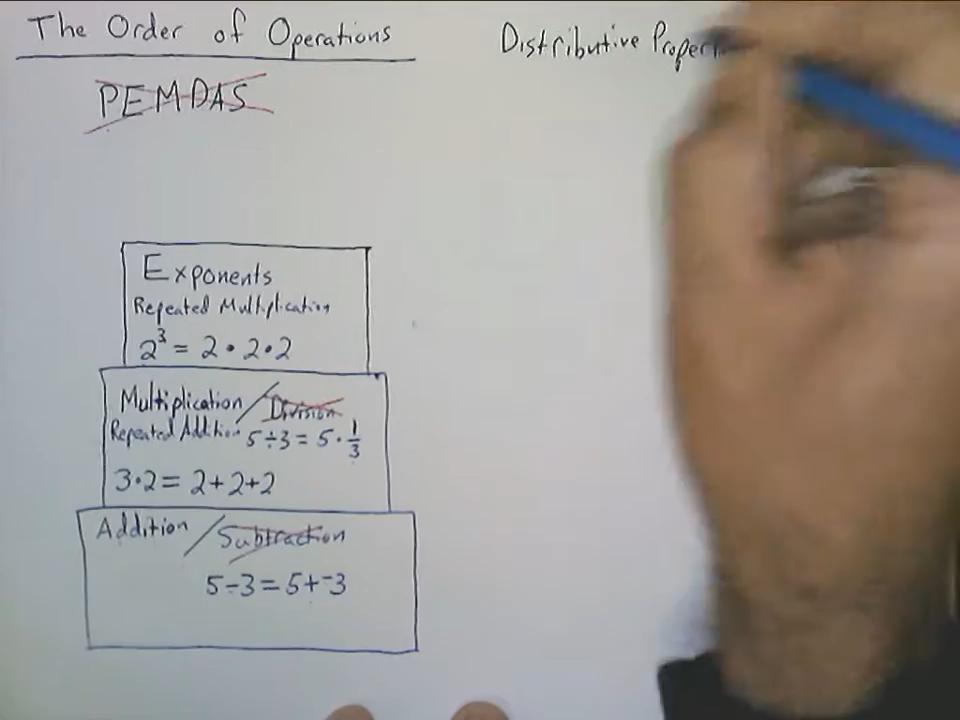 The Order of Operations
PEMDAS
Exponents
Repeated Multiplication
2³ = 2 • 2 • 2
Multiplication / Division
Repeated Addition 5 ÷ 3 = 5 • 1/3
3 • 2 = 2 + 2 + 2
Addition / Subtraction
5 - 3 = 5 + -3
Distributive